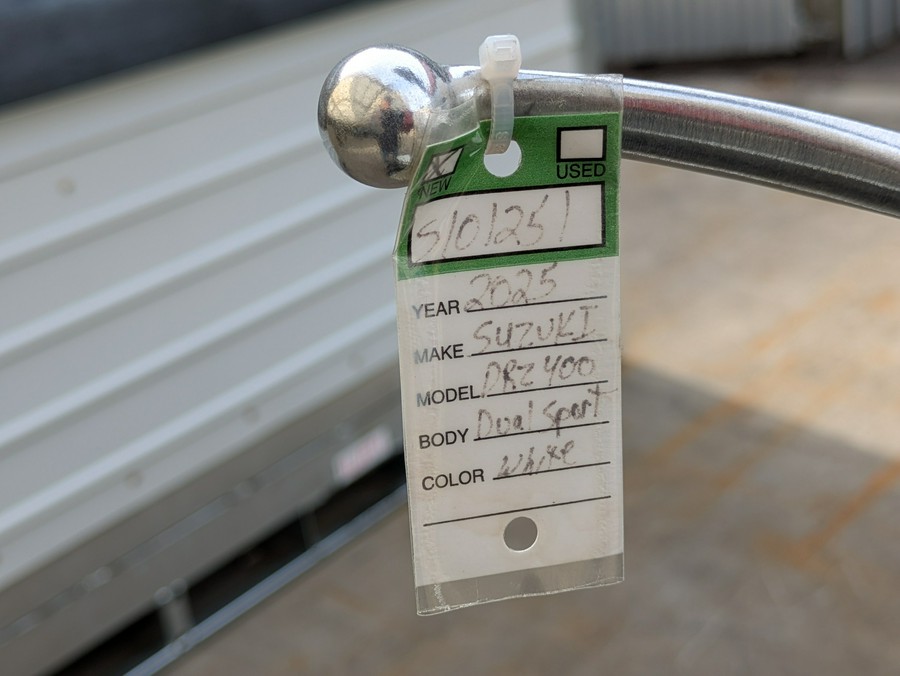 NEW USED
S101251
YEAR 2025
MAKE SUZUKI
MODEL DRZ 400
BODY Dual Sport
COLOR White